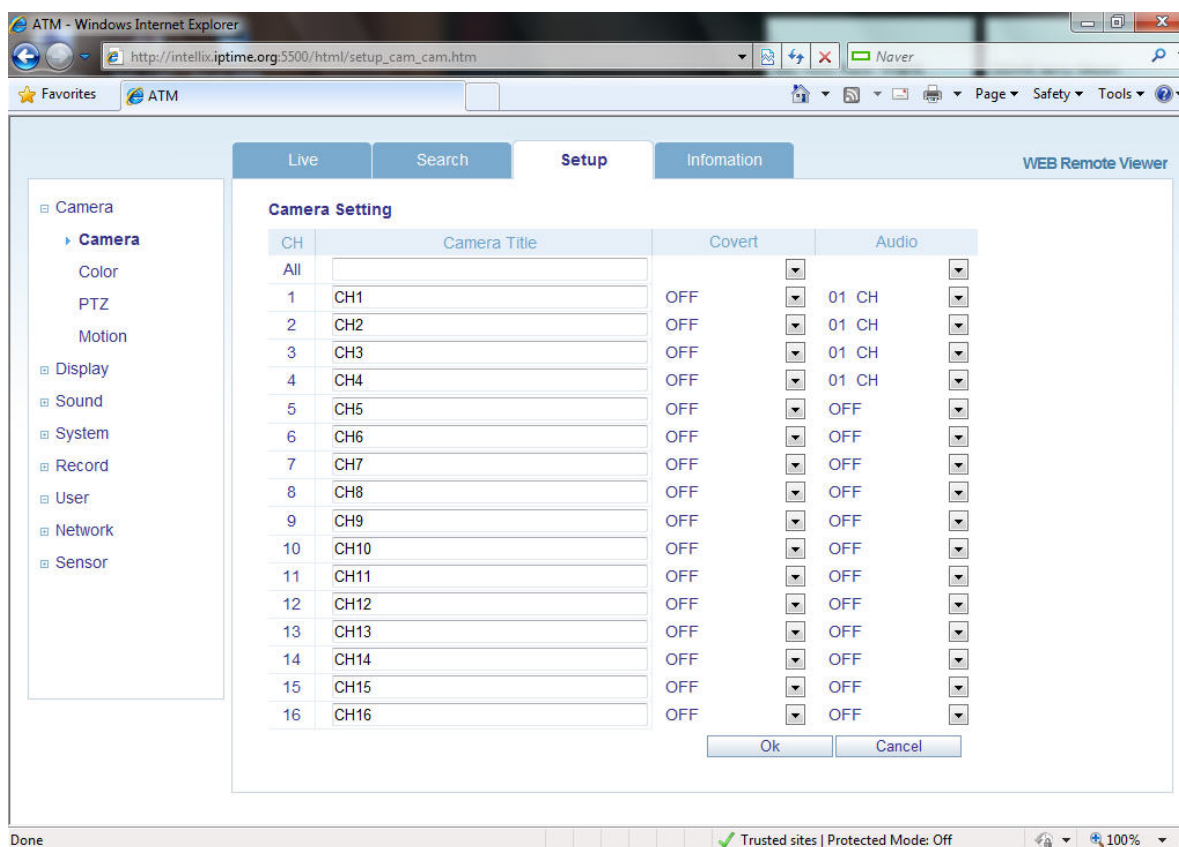 ATM - Windows Internet Explorer
http://intellix.iptime.org:5500/html/setup_cam_cam.htm
Naver
Favorites ATM Page Safety Tools
Live Search Setup Infomation WEB Remote Viewer
Camera
Camera
Color
PTZ
Motion
Display
Sound
System
Record
User
Network
Sensor
Camera Setting
CH Camera Title Covert Audio
All
1 CH1 OFF 01 CH
2 CH2 OFF 01 CH
3 CH3 OFF 01 CH
4 CH4 OFF 01 CH
5 CH5 OFF OFF
6 CH6 OFF OFF
7 CH7 OFF OFF
8 CH8 OFF OFF
9 CH9 OFF OFF
10 CH10 OFF OFF
11 CH11 OFF OFF
12 CH12 OFF OFF
13 CH13 OFF OFF
14 CH14 OFF OFF
15 CH15 OFF OFF
16 CH16 OFF OFF
Ok Cancel
Done Trusted sites | Protected Mode: Off 100%